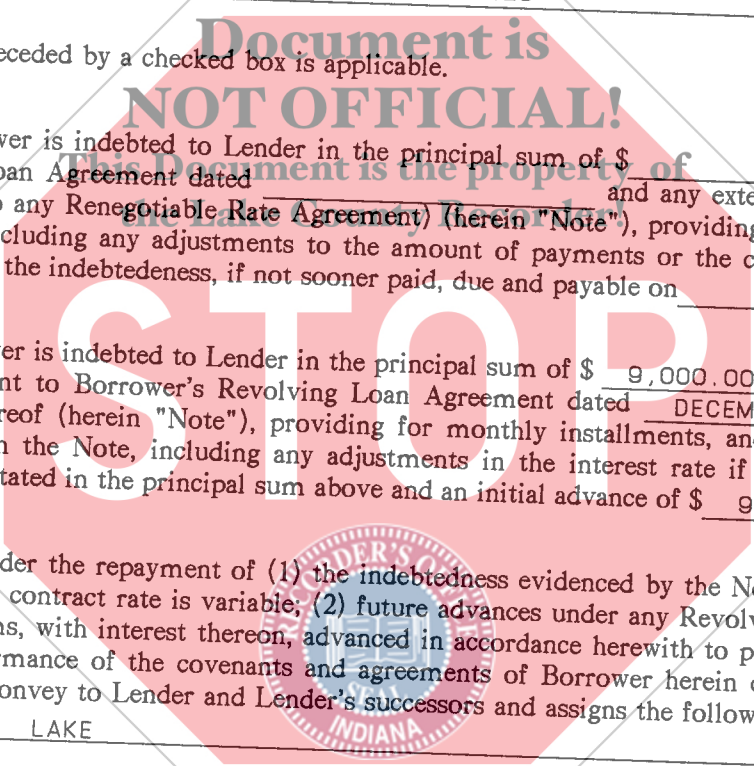 Document is
eceded by a checked box is applicable.
NOT OFFICIAL!
wer is indebted to Lender in the principal sum of $
This Document is the property of
oan Agreement dated and any exte
the Lake County Recorder!
o any Renegotiable Rate Agreement) (herein "Note"), providing
cluding any adjustments to the amount of payments or the c
the indebtedeness, if not sooner paid, due and payable on
STOP
ver is indebted to Lender in the principal sum of $ 9,000.00
nt to Borrower's Revolving Loan Agreement dated DECEM
reof (herein "Note"), providing for monthly installments, an
n the Note, including any adjustments in the interest rate if
tated in the principal sum above and an initial advance of $ 9
RECORDER'S OFFICE
der the repayment of (1) the indebtedness evidenced by the No
contract rate is variable; (2) future advances under any Revolv
ns, with interest thereon, advanced in accordance herewith to p
rmance of the covenants and agreements of Borrower herein c
onvey to Lender and Lender's successors and assigns the follow
SEAL
INDIANA
LAKE